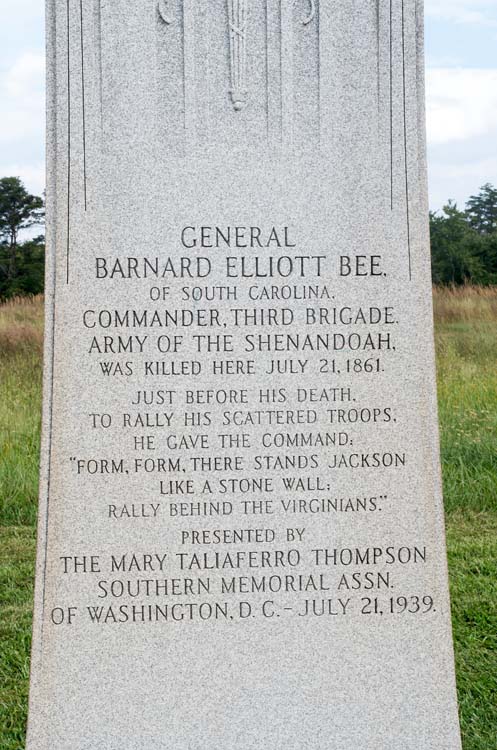 GENERAL
BARNARD ELLIOTT BEE,
OF SOUTH CAROLINA,
COMMANDER, THIRD BRIGADE,
ARMY OF THE SHENANDOAH,
WAS KILLED HERE JULY 21, 1861.
JUST BEFORE HIS DEATH,
TO RALLY HIS SCATTERED TROOPS,
HE GAVE THE COMMAND:
"FORM, FORM, THERE STANDS JACKSON
LIKE A STONE WALL;
RALLY BEHIND THE VIRGINIANS."
PRESENTED BY
THE MARY TALIAFERRO THOMPSON
SOUTHERN MEMORIAL ASSN.
OF WASHINGTON, D. C. – JULY 21, 1939.